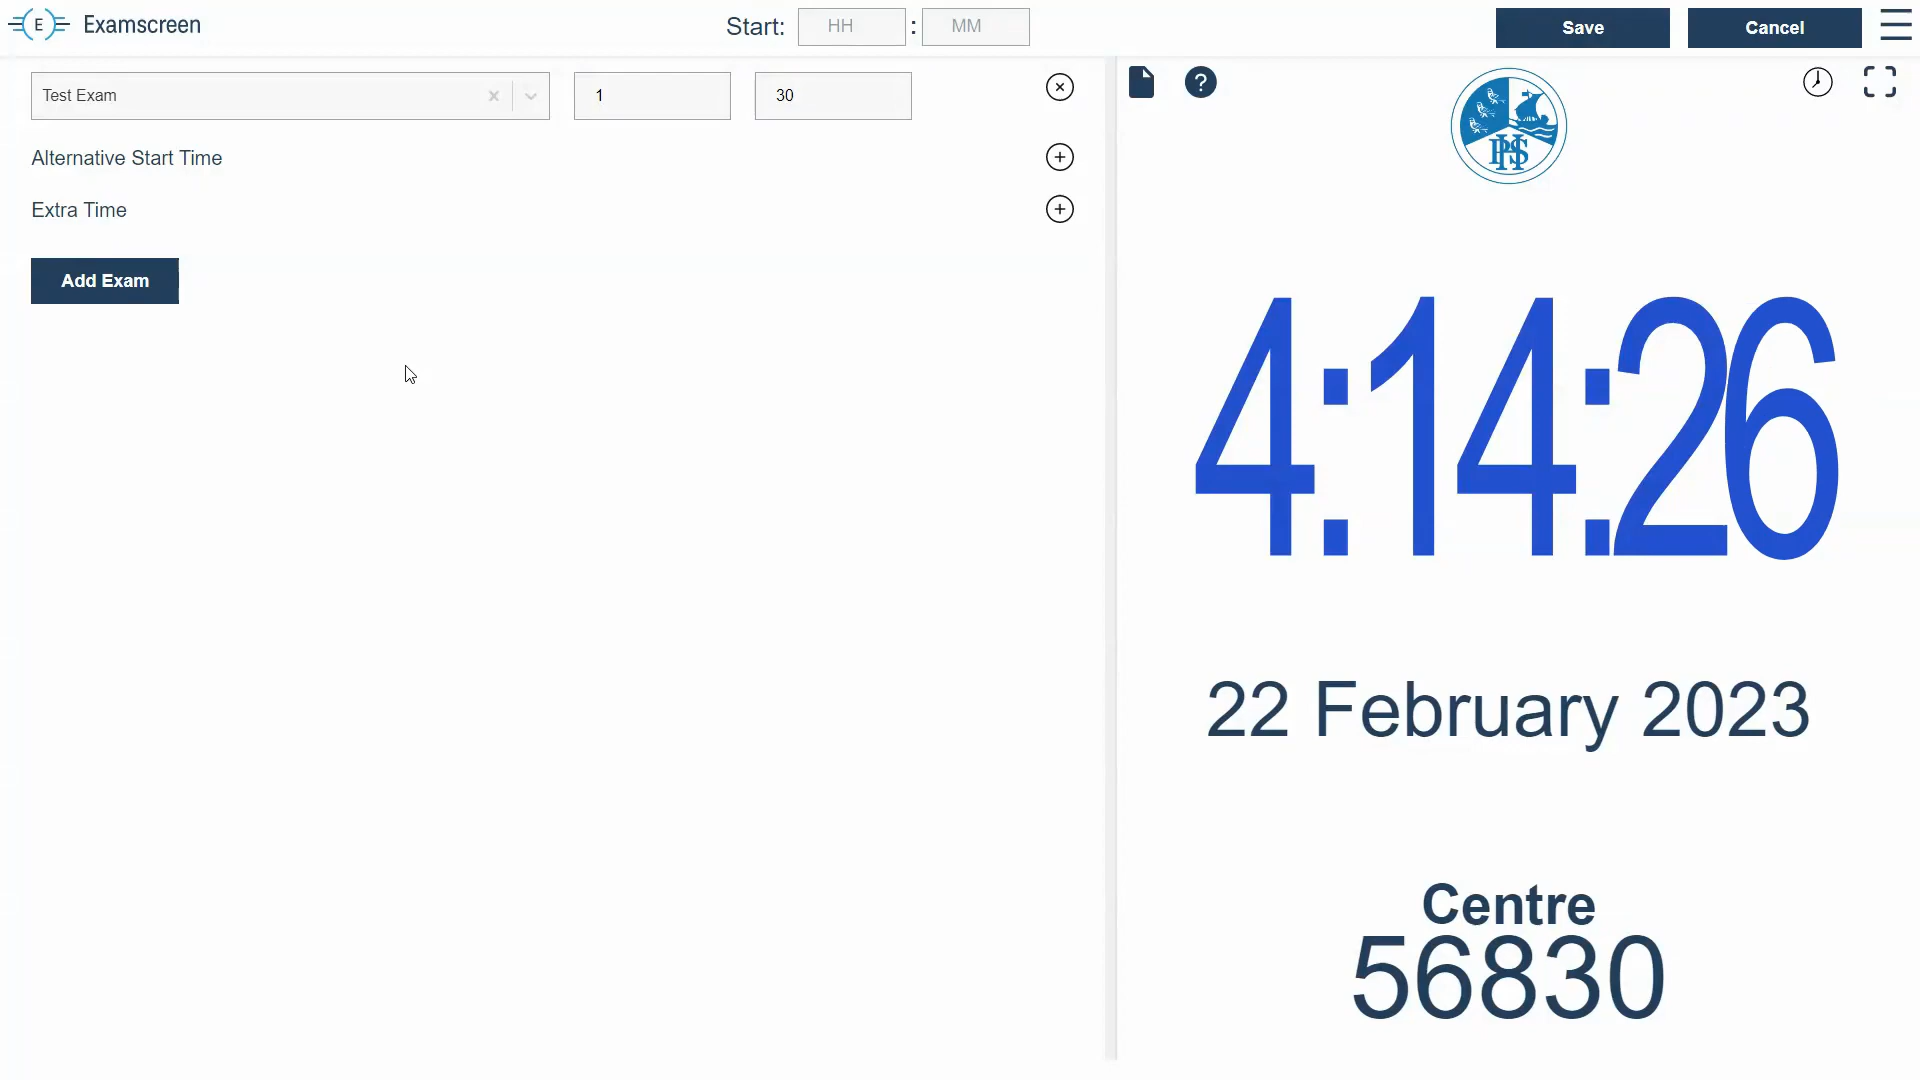 E Examscreen
Start: HH : MM
Save
Cancel
Test Exam
1
30
Alternative Start Time
Extra Time
Add Exam
?
PHS
4:14:26
22 February 2023
Centre
56830